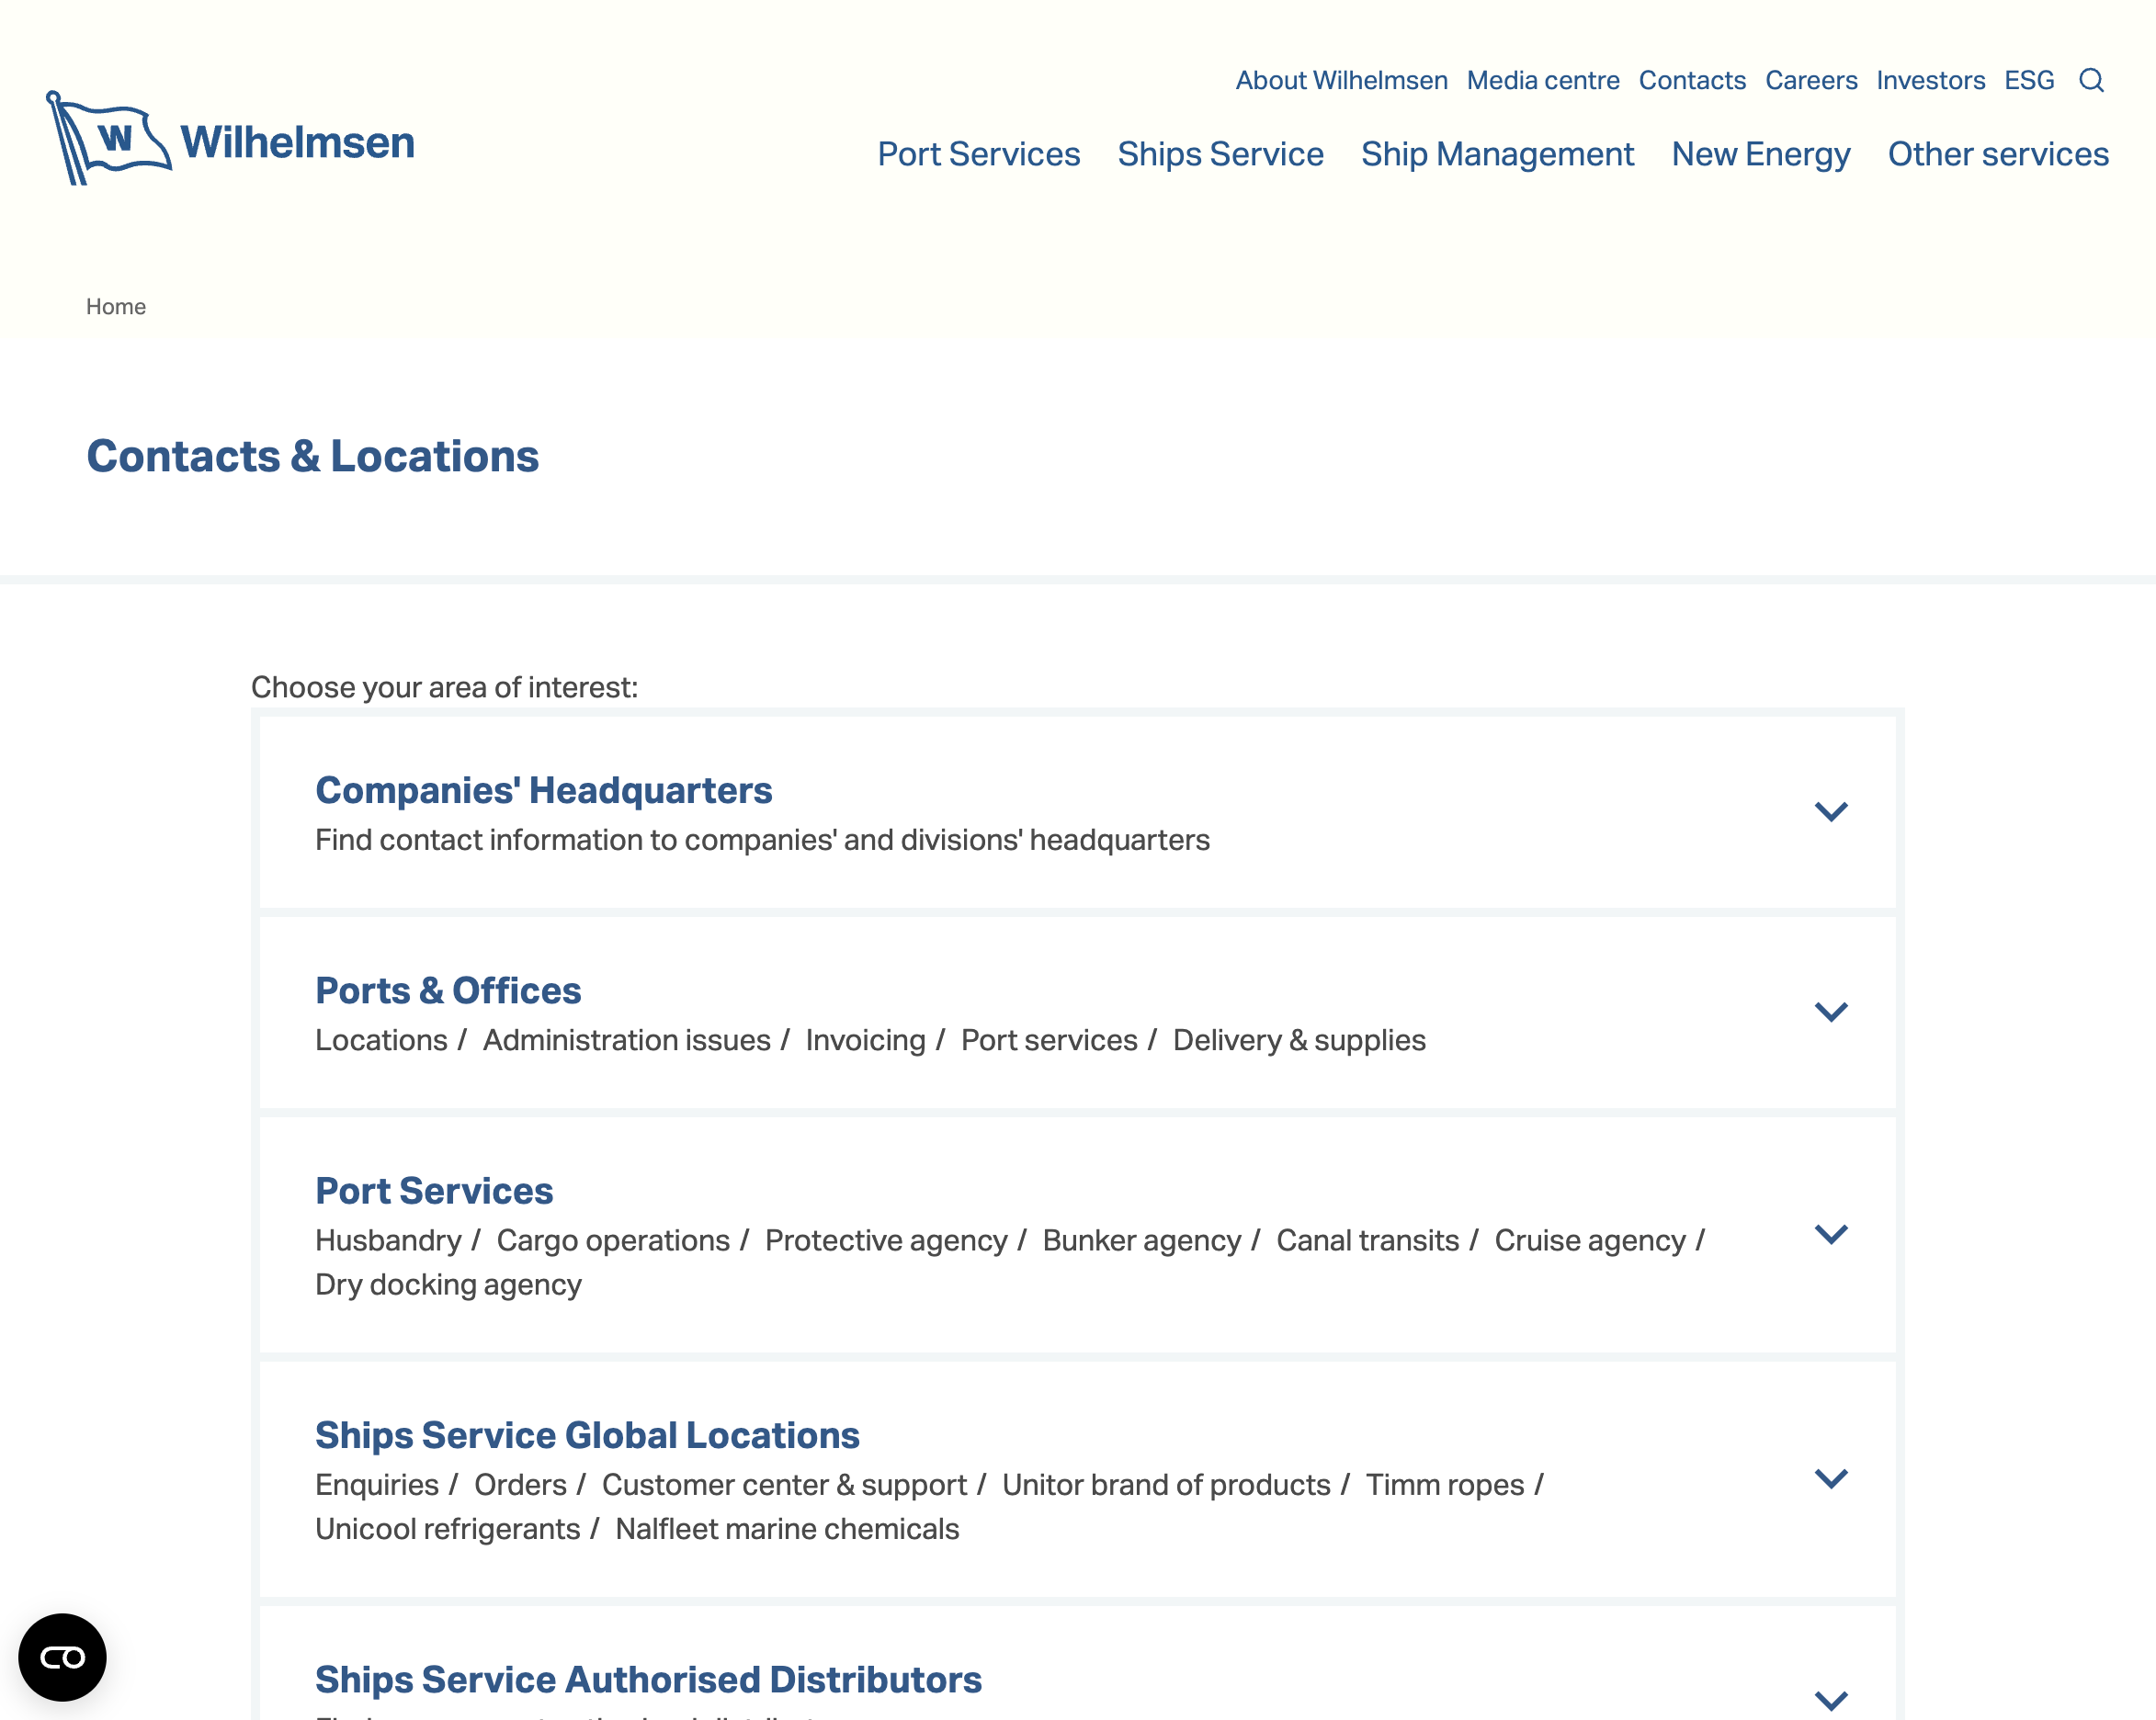 About Wilhelmsen Media centre Contacts Careers Investors ESG
W Wilhelmsen
Port Services Ships Service Ship Management New Energy Other services
Home
Contacts & Locations
Choose your area of interest:
Companies' Headquarters
Find contact information to companies' and divisions' headquarters
Ports & Offices
Locations / Administration issues / Invoicing / Port services / Delivery & supplies
Port Services
Husbandry / Cargo operations / Protective agency / Bunker agency / Canal transits / Cruise agency /
Dry docking agency
Ships Service Global Locations
Enquiries / Orders / Customer center & support / Unitor brand of products / Timm ropes /
Unicool refrigerants / Nalfleet marine chemicals
Ships Service Authorised Distributors